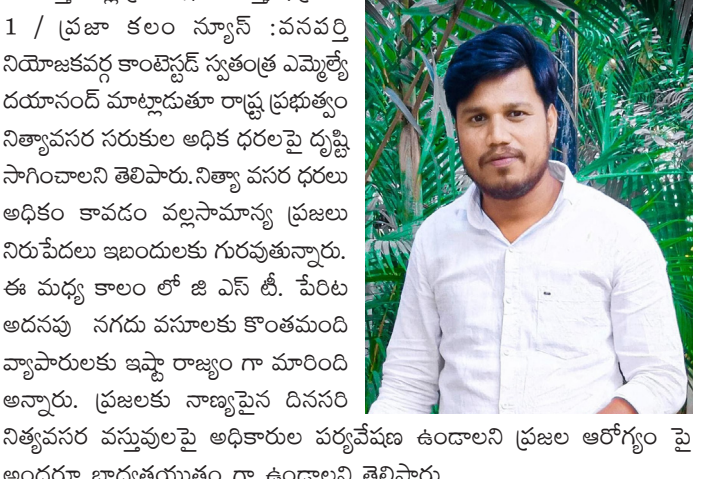 1 / ప్రజా కలం న్యూస్ :వనపర్తి
నియోజకవర్గ కాంటెస్టడ్ స్వతంత్ర ఎమ్మెల్యే
దయానంద్ మాట్లాడుతూ రాష్ట్ర ప్రభుత్వం
నిత్యావసర సరుకుల అధిక ధరలపై దృష్టి
సాగించాలని తెలిపారు.నిత్యా వసర ధరలు
అధికం కావడం వల్లసామాన్య ప్రజలు
నిరుపేదలు ఇబందులకు గురవుతున్నారు.
ఈ మధ్య కాలం లో జి ఎస్ టీ. పేరిట
అదనపు నగదు వసూలకు కొంతమంది
వ్యాపారులకు ఇష్టా రాజ్యం గా మారింది
అన్నారు. ప్రజలకు నాణ్యపైన దినసరి
నిత్యవసర వస్తువులపై అధికారుల పర్యవేషణ ఉండాలని ప్రజల ఆరోగ్యం పై
అందరూ బాధ్యతయుతం గా ఉండాలని తెలిపారు